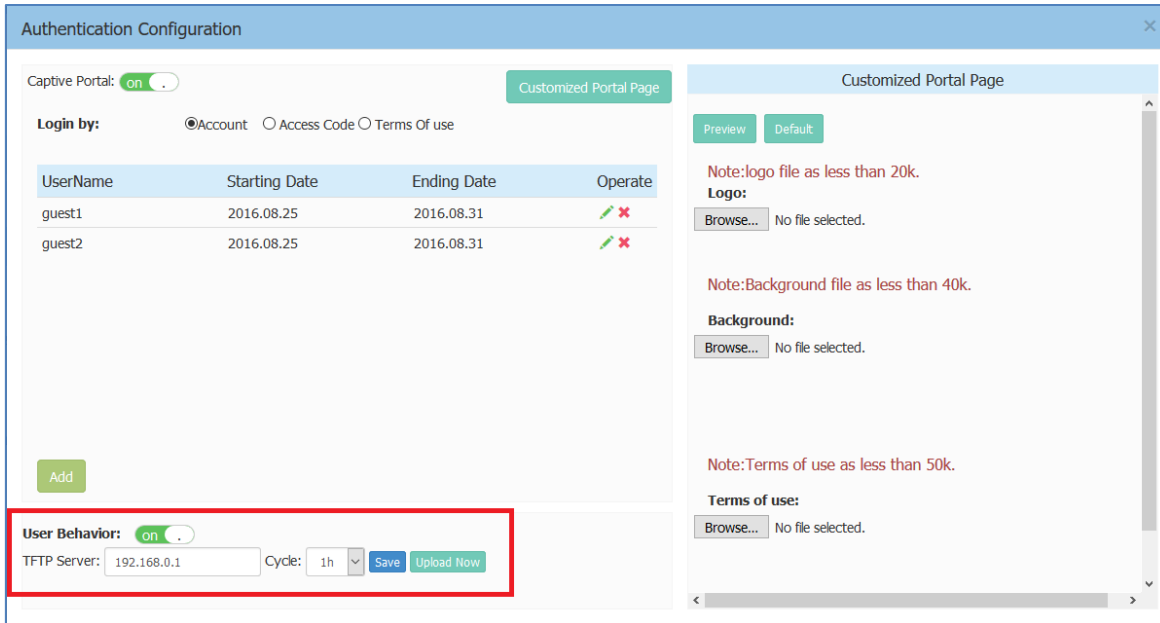 Authentication Configuration
Captive Portal: on .
Customized Portal Page
Login by: Account Access Code Terms Of use
UserName Starting Date Ending Date Operate
guest1 2016.08.25 2016.08.31
guest2 2016.08.25 2016.08.31
Add
User Behavior: on .
TFTP Server: 192.168.0.1 Cycle: 1h Save Upload Now
Customized Portal Page
Preview Default
Note:logo file as less than 20k.
Logo:
Browse... No file selected.
Note:Background file as less than 40k.
Background:
Browse... No file selected.
Note:Terms of use as less than 50k.
Terms of use:
Browse... No file selected.